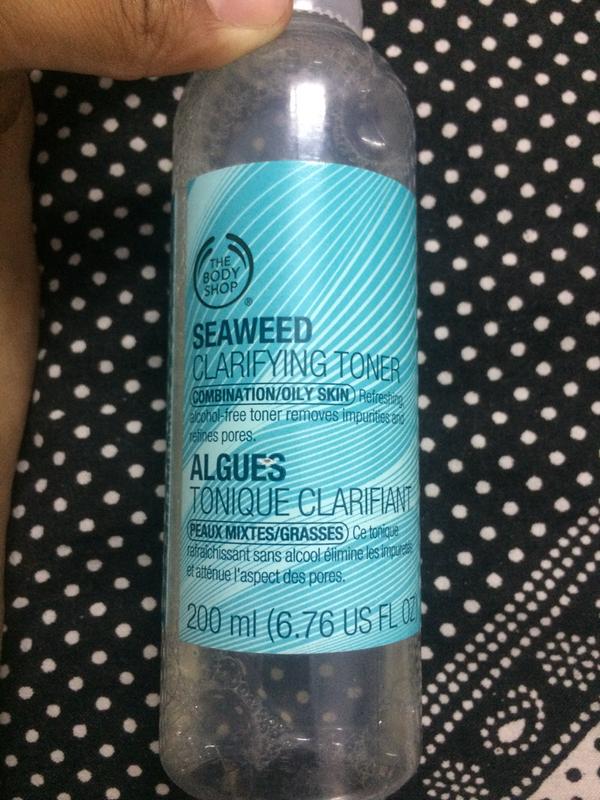 THE
BODY
SHOP
®
SEAWEED
CLARIFYING TONER
COMBINATION/OILY SKIN Refreshing
alcohol-free toner removes impurities and
refines pores.
ALGUES
TONIQUE CLARIFIANT
PEAUX MIXTES/GRASSES Ce tonique
rafraîchissant sans alcool élimine les impuretés
et atténue l'aspect des pores.
200 ml (6.76 US FL OZ)